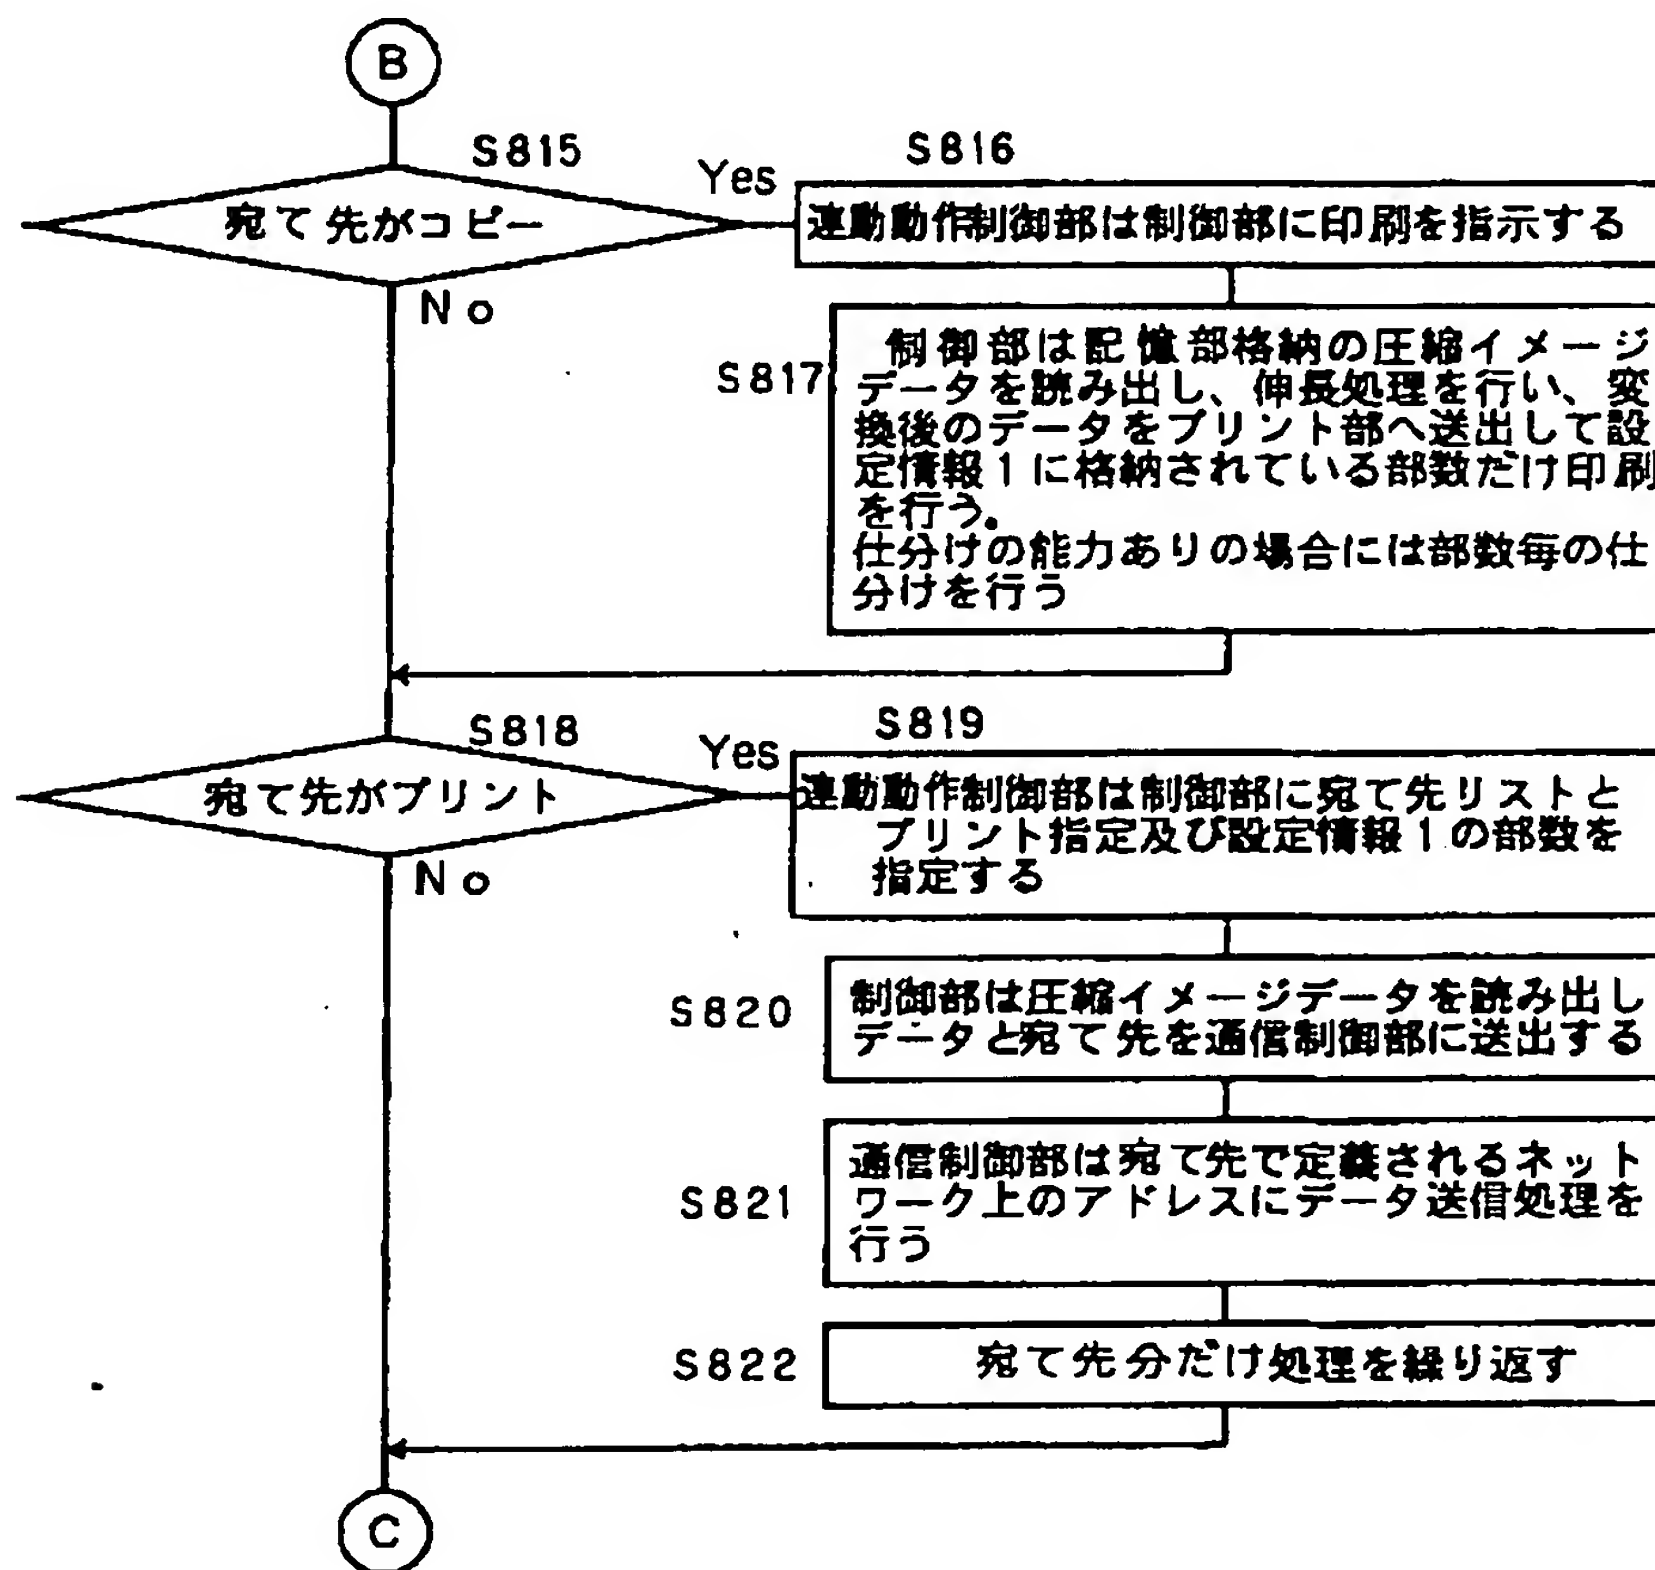 B
S815
宛て先がコピー
Yes
No
S816
連動動作制御部は制御部に印刷を指示する
S817
制御部は記憶部格納の圧縮イメージ
データを読み出し、伸長処理を行い、変
換後のデータをプリント部へ送出して設
定情報1に格納されている部数だけ印刷
を行う。
仕分けの能力ありの場合には部数毎の仕
分けを行う
S818
宛て先がプリント
Yes
No
S819
連動動作制御部は制御部に宛て先リストと
プリント指定及び設定情報1の部数を
指定する
S820
制御部は圧縮イメージデータを読み出し
データと宛て先を通信制御部に送出する
S821
通信制御部は宛て先で定義されるネット
ワーク上のアドレスにデータ送信処理を
行う
S822
宛て先分だけ処理を繰り返す
C